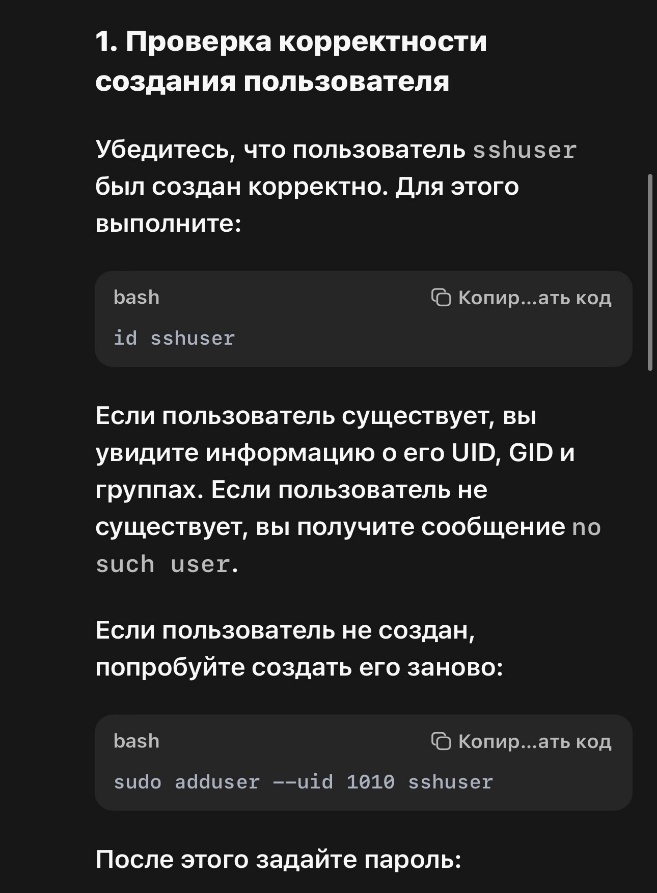 1. Проверка корректности
создания пользователя
Убедитесь, что пользователь sshuser
был создан корректно. Для этого
выполните:
bash Копир...ать код
id sshuser
Если пользователь существует, вы
увидите информацию о его UID, GID и
группах. Если пользователь не
существует, вы получите сообщение no
such user.
Если пользователь не создан,
попробуйте создать его заново:
bash Копир...ать код
sudo adduser --uid 1010 sshuser
После этого задайте пароль: